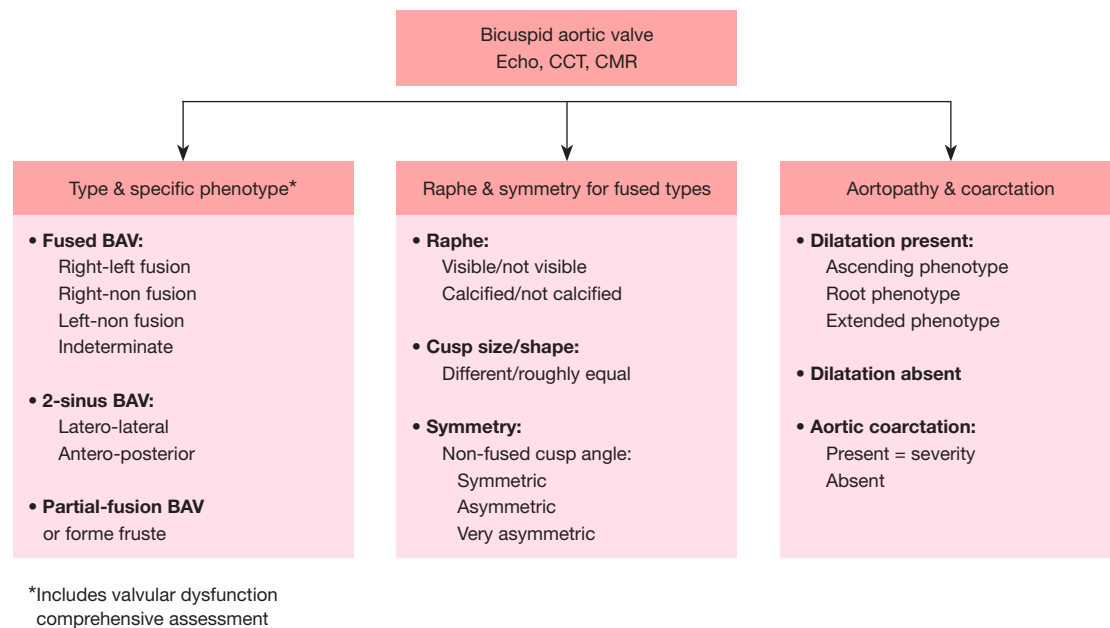 Bicuspid aortic valve
Echo, CCT, CMR
Type & specific phenotype*
• Fused BAV:
Right-left fusion
Right-non fusion
Left-non fusion
Indeterminate
• 2-sinus BAV:
Latero-lateral
Antero-posterior
• Partial-fusion BAV
or forme fruste
Raphe & symmetry for fused types
• Raphe:
Visible/not visible
Calcified/not calcified
• Cusp size/shape:
Different/roughly equal
• Symmetry:
Non-fused cusp angle:
Symmetric
Asymmetric
Very asymmetric
Aortopathy & coarctation
• Dilatation present:
Ascending phenotype
Root phenotype
Extended phenotype
• Dilatation absent
• Aortic coarctation:
Present = severity
Absent
*Includes valvular dysfunction
comprehensive assessment